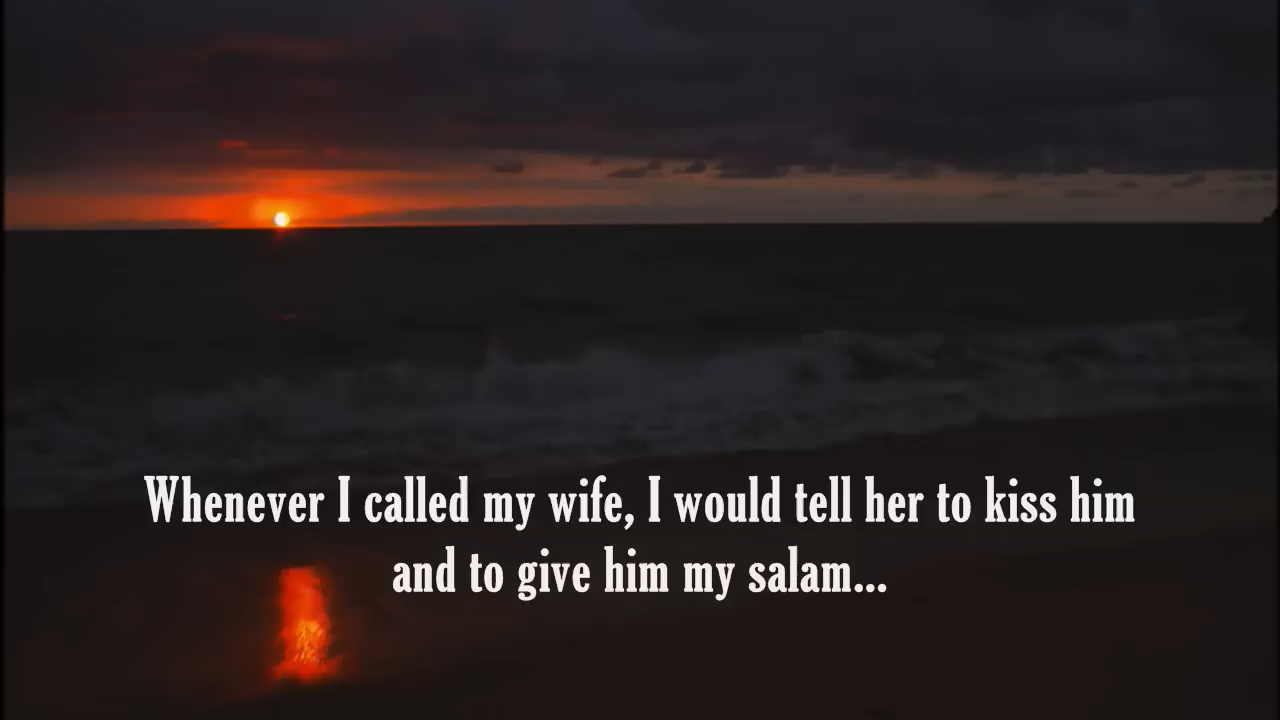 Whenever I called my wife, I would tell her to kiss him
and to give him my salam...